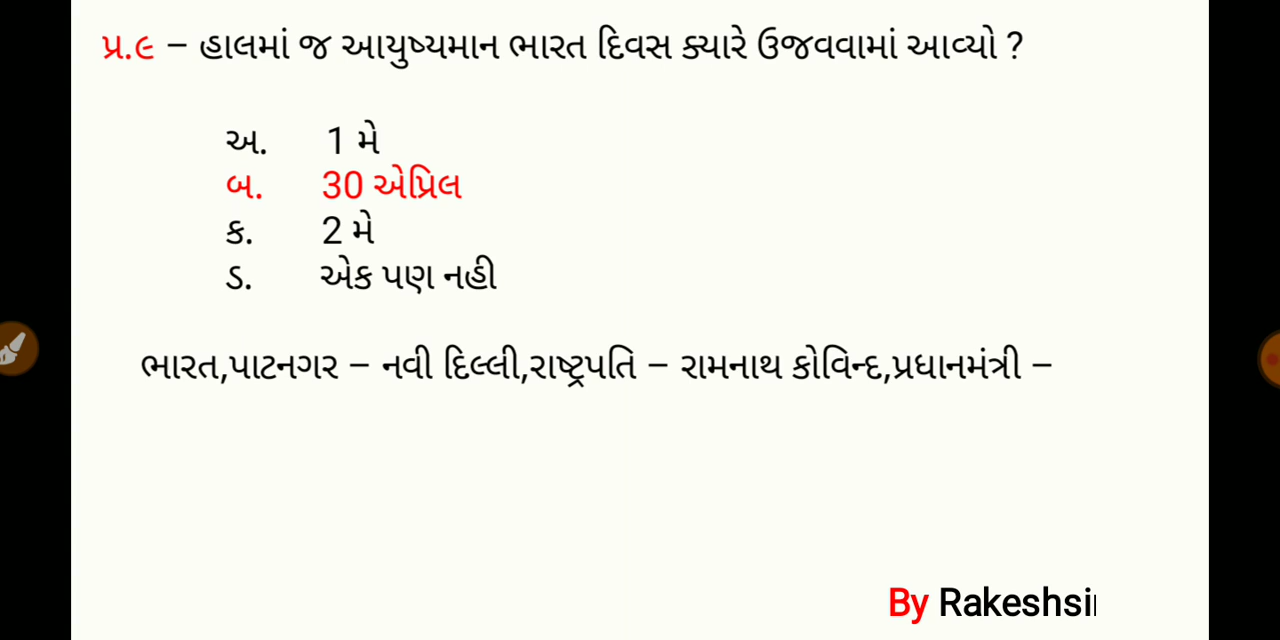 પ્ર.૯ – હાલમાં જ આયુષ્યમાન ભારત દિવસ ક્યારે ઉજવવામાં આવ્યો ?
અ. 1 મે
બ. 30 એપ્રિલ
ક. 2 મે
ડ. એક પણ નહી
ભારત,પાટનગર – નવી દિલ્લી,રાષ્ટ્રપતિ – રામનાથ કોવિન્દ,પ્રધાનમંત્રી –
By